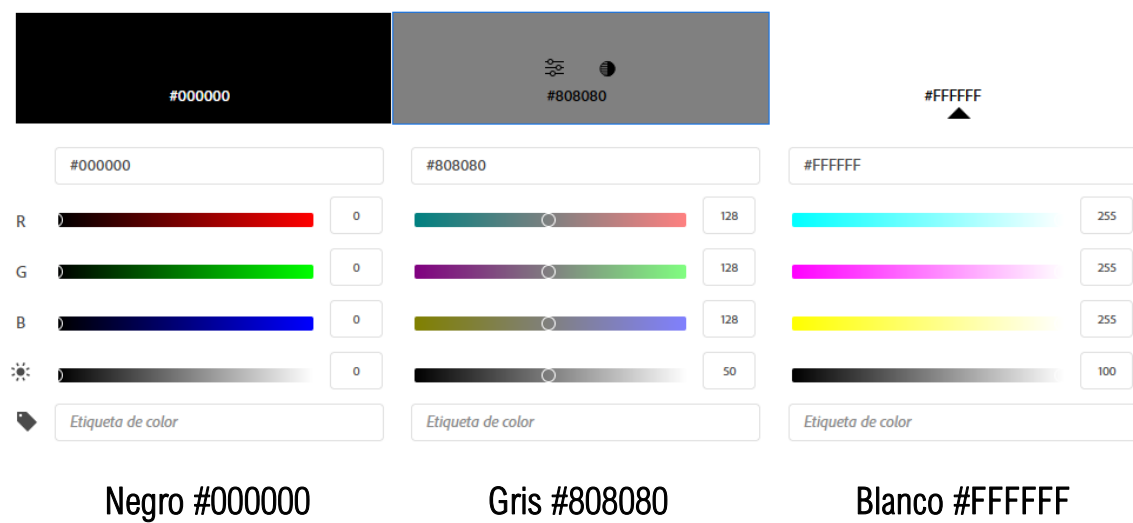 #000000 #808080 #FFFFFF
#000000 #808080 #FFFFFF
R 0 128 255
G 0 128 255
B 0 128 255
0 50 100
Etiqueta de color Etiqueta de color Etiqueta de color
Negro #000000 Gris #808080 Blanco #FFFFFF